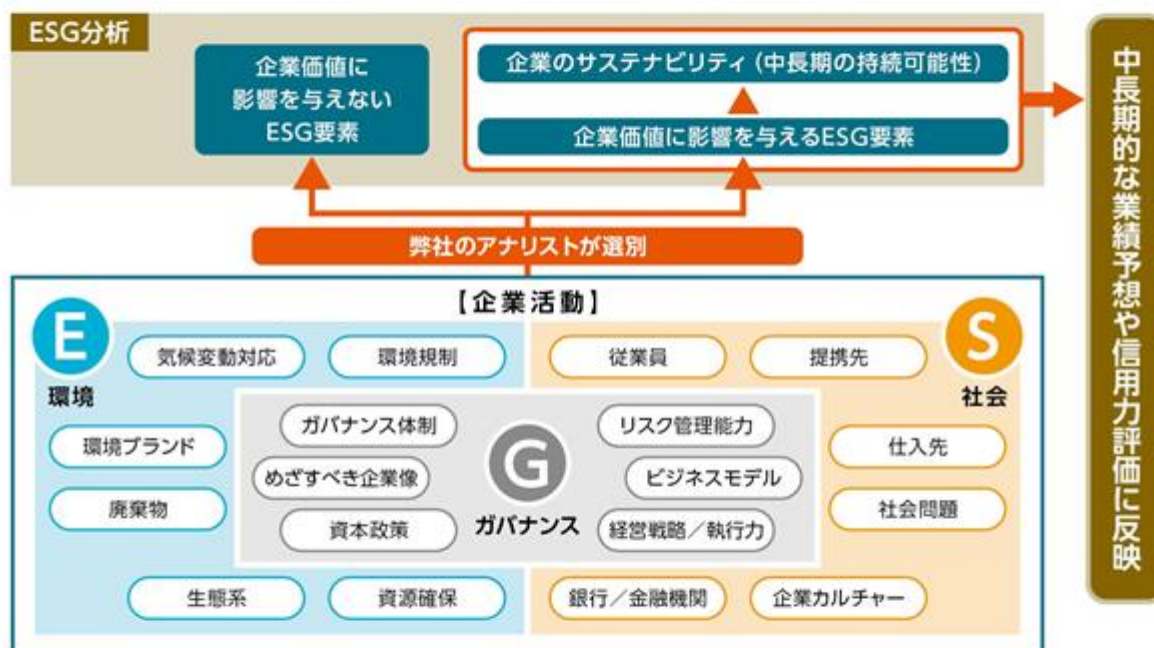 ESG分析
企業価値に
影響を与えない
ESG要素
企業のサステナビリティ（中長期の持続可能性）
企業価値に影響を与えるESG要素
中長期的な業績予想や信用力評価に反映
弊社のアナリストが選別
【企業活動】
E
環境
気候変動対応
環境規制
環境ブランド
廃棄物
生態系
資源確保
G
ガバナンス
ガバナンス体制
めざすべき企業像
資本政策
リスク管理能力
ビジネスモデル
経営戦略／執行力
S
社会
従業員
提携先
仕入先
社会問題
銀行／金融機関
企業カルチャー